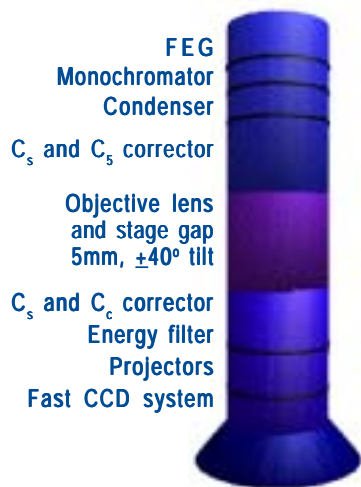 FEG
Monochromator
Condenser
Cs and C5 corrector
Objective lens
and stage gap
5mm, ±40º tilt
Cs and Cc corrector
Energy filter
Projectors
Fast CCD system